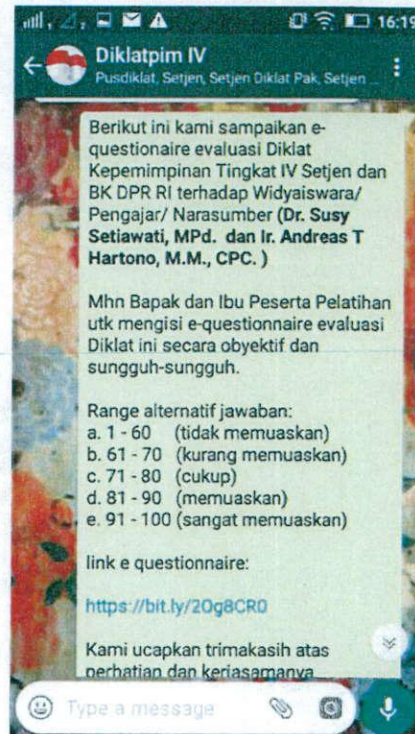 16:19
Diklatpim IV
Pusdiklat, Setjen, Setjen Diklat Pak, Setjen ...
Berikut ini kami sampaikan e-
questionaire evaluasi Diklat
Kepemimpinan Tingkat IV Setjen dan
BK DPR RI terhadap Widyaiswara/
Pengajar/ Narasumber (Dr. Susy
Setiawati, MPd. dan Ir. Andreas T
Hartono, M.M., CPC. )
Mhn Bapak dan Ibu Peserta Pelatihan
utk mengisi e-questionnaire evaluasi
Diklat ini secara obyektif dan
sungguh-sungguh.
Range alternatif jawaban:
a. 1 - 60 (tidak memuaskan)
b. 61 - 70 (kurang memuaskan)
c. 71 - 80 (cukup)
d. 81 - 90 (memuaskan)
e. 91 - 100 (sangat memuaskan)
link e questionnaire:
https://bit.ly/2Og8CR0
Kami ucapkan trimakasih atas
perhatian dan kerjasamanya
Type a message